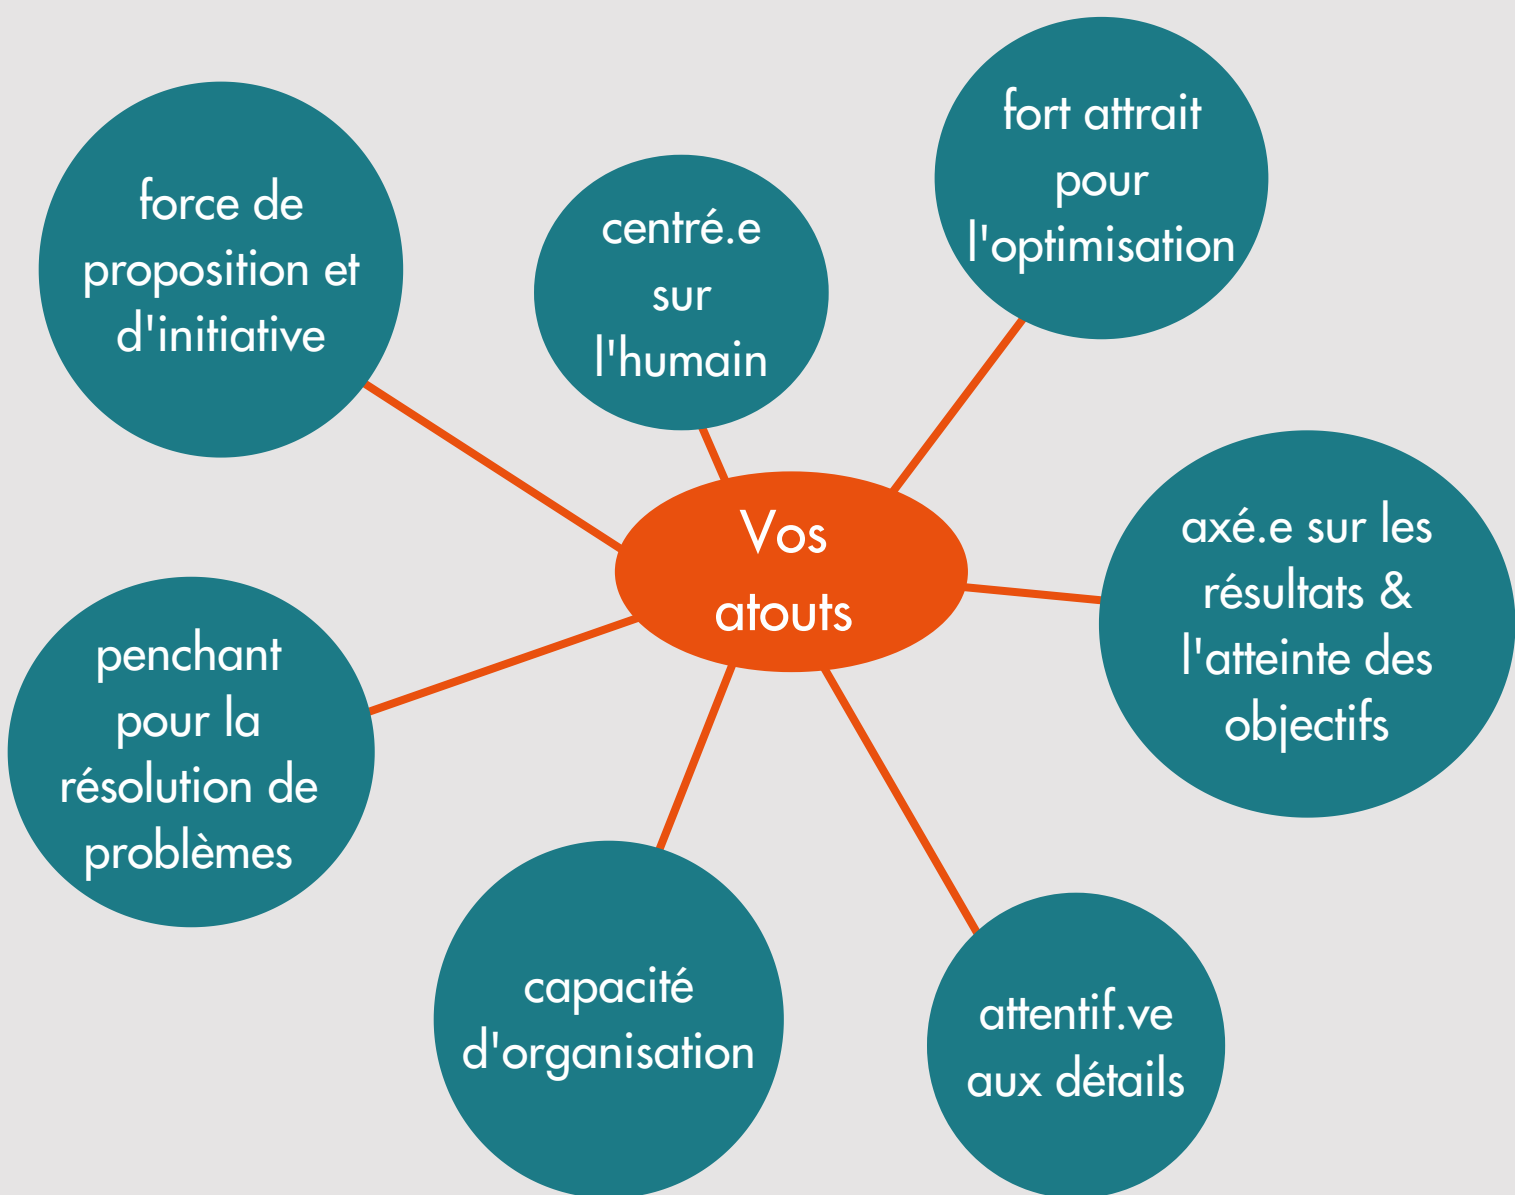 fort attrait
pour
l'optimisation
force de
proposition et
d'initiative
centré.e
sur
l'humain
Vos
atouts
axé.e sur les
résultats &
l'atteinte des
objectifs
penchant
pour la
résolution de
problèmes
capacité
d'organisation
attentif.ve
aux détails